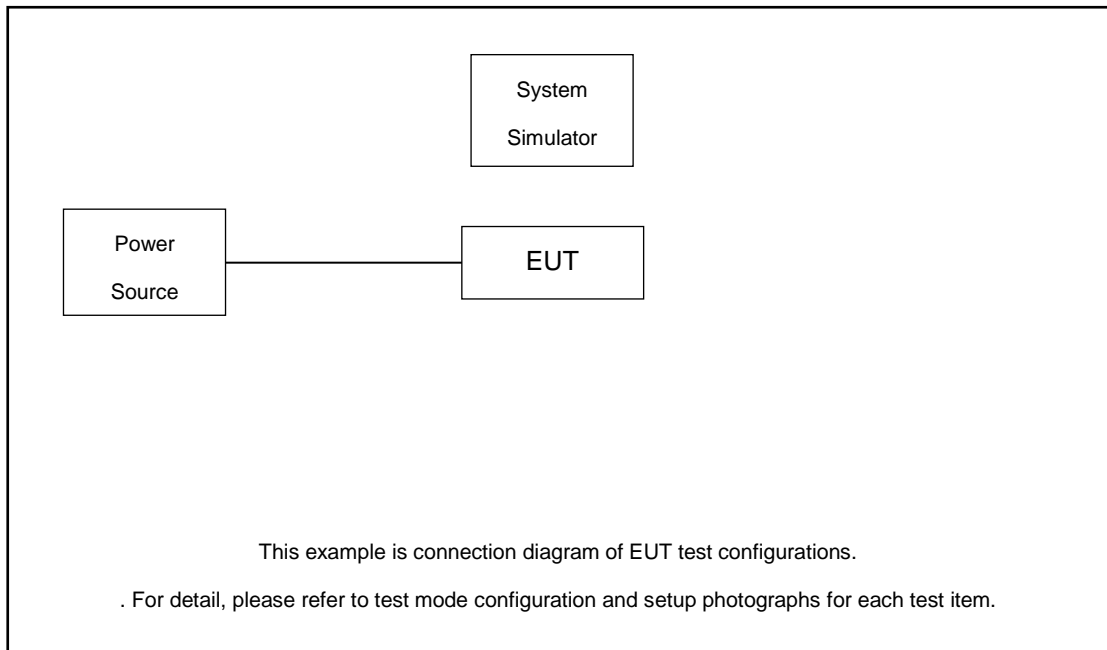 System
Simulator
Power
Source
EUT
This example is connection diagram of EUT test configurations.
. For detail, please refer to test mode configuration and setup photographs for each test item.